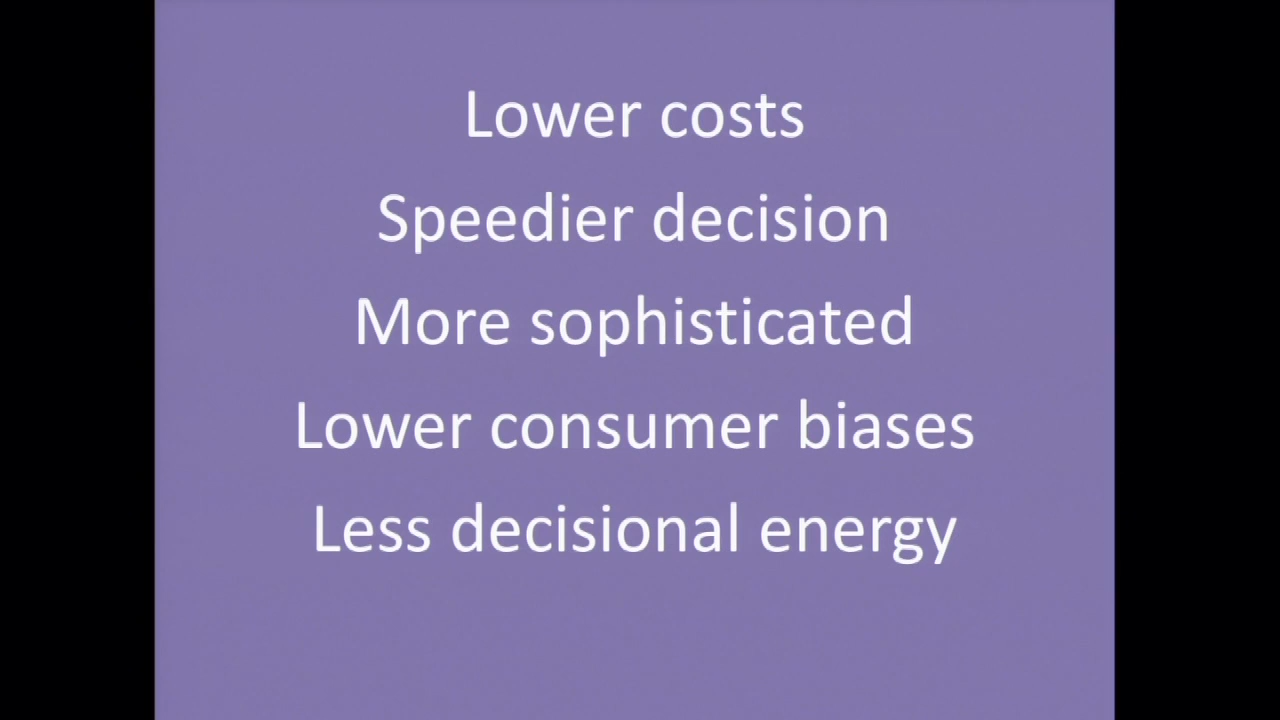 Lower costs
Speedier decision
More sophisticated
Lower consumer biases
Less decisional energy